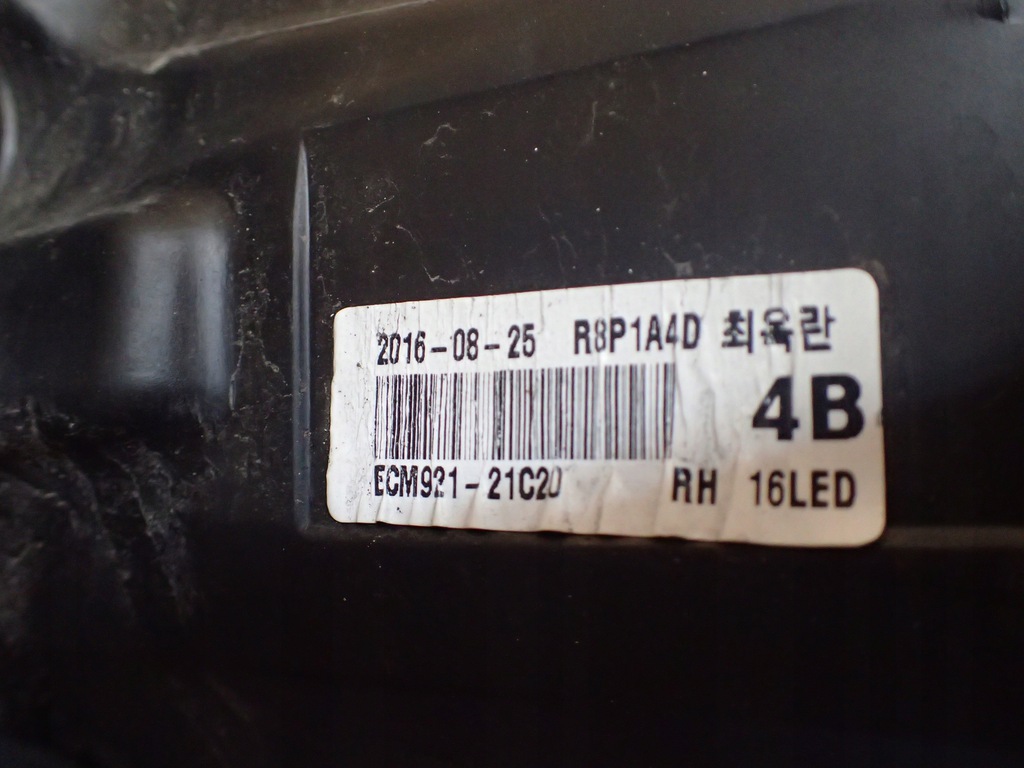 2016-08-25 R8P1A4D 최옥란
4B
ECM921-21C20 RH 16LED